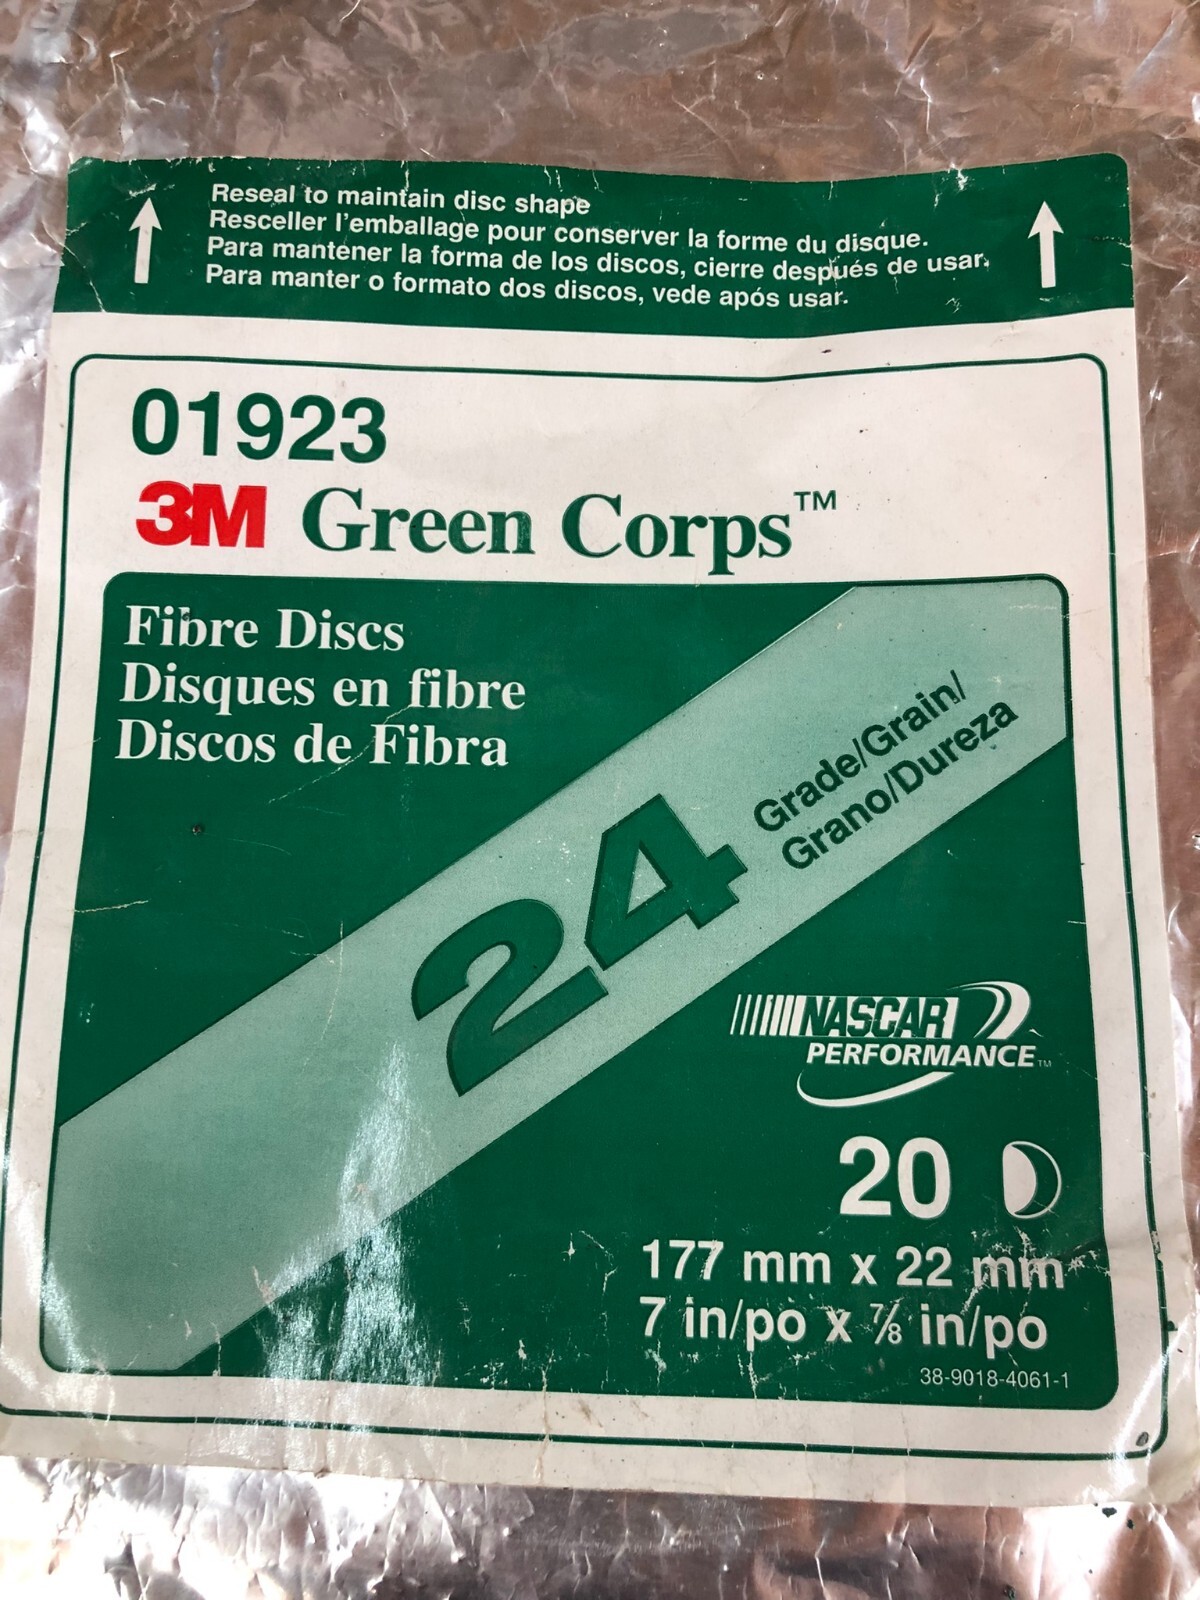 Reseal to maintain disc shape
Resceller l'emballage pour conserver la forme du disque.
Para mantener la forma de los discos, cierre después de usar.
Para manter o formato dos discos, vede após usar.
01923
3M Green Corps™
Fibre Discs
Disques en fibre
Discos de Fibra
24
Grade/Grain/
Grano/Dureza
NASCAR
PERFORMANCE™
20
177 mm x 22 mm
7 in/po x ⅞ in/po
38-9018-4061-1